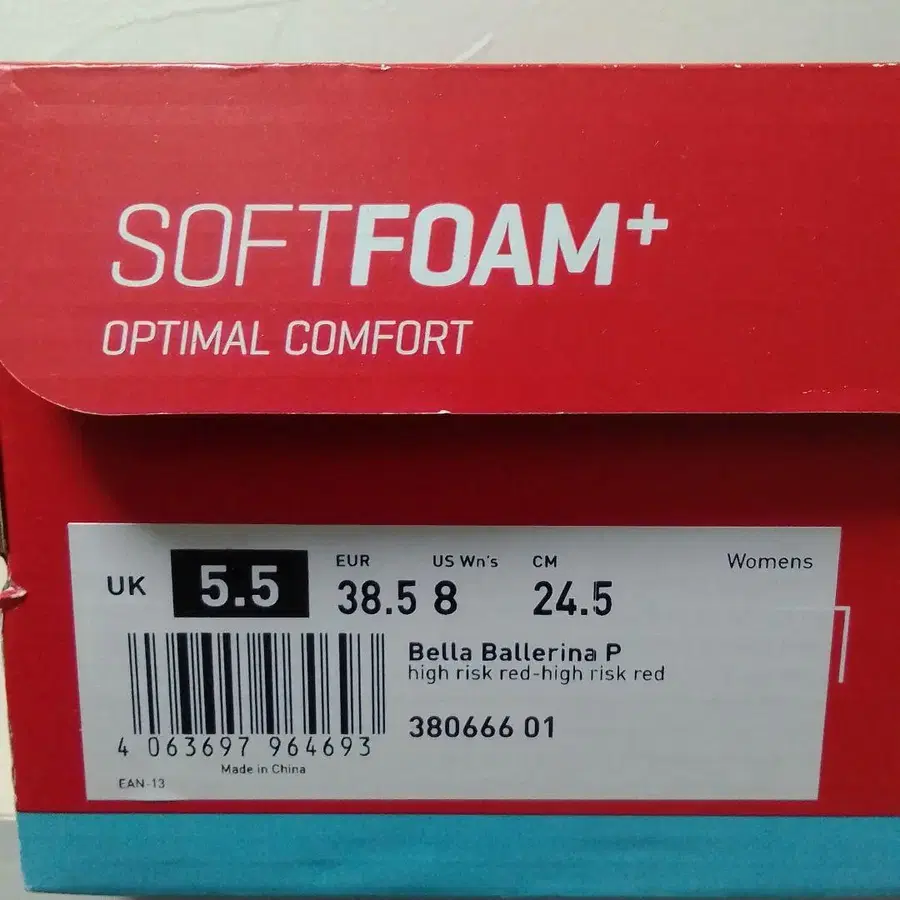 SOFTFOAM+
OPTIMAL COMFORT
EUR US Wn's CM Womens
UK 5.5 38.5 8 24.5
Bella Ballerina P
high risk red-high risk red
380666 01
4 063697 964693
Made in China
EAN-13